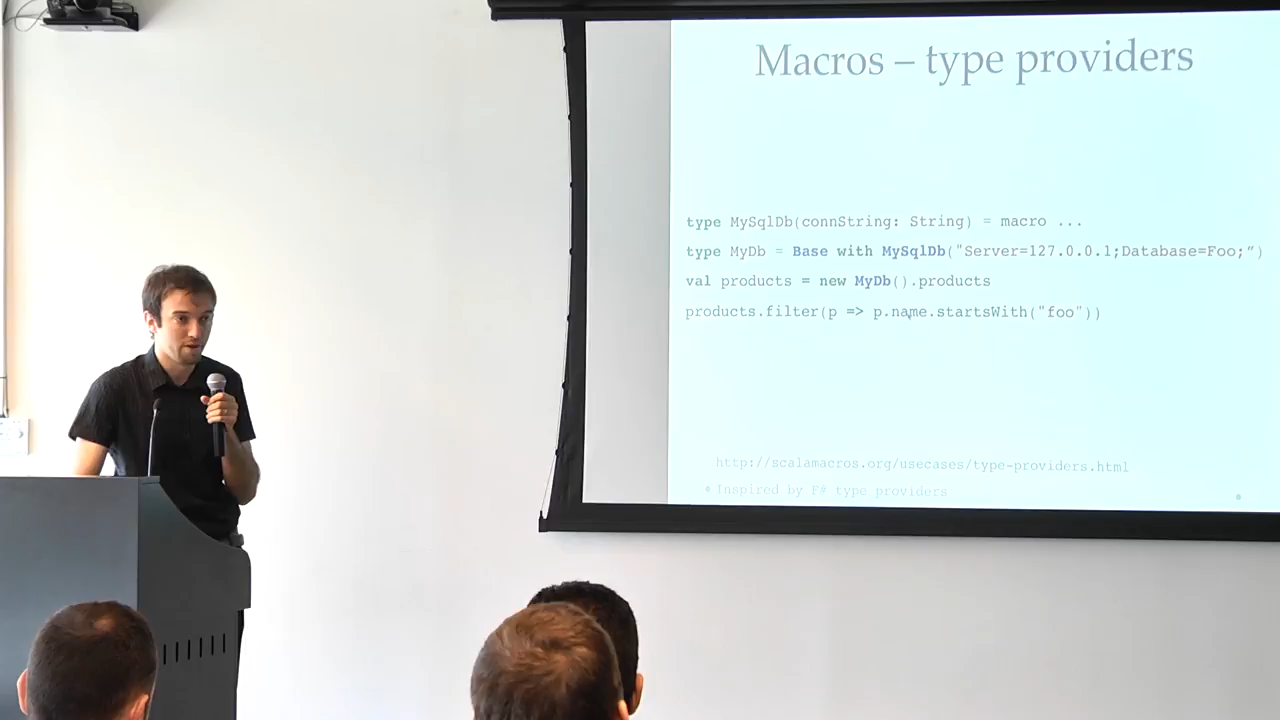 Macros – type providers
type MySqlDb(connString: String) = macro ...
type MyDb = Base with MySqlDb("Server=127.0.0.1;Database=Foo;”)
val products = new MyDb().products
products.filter(p => p.name.startsWith("foo"))
http://scalamacros.org/usecases/type-providers.html
• Inspired by F# type providers